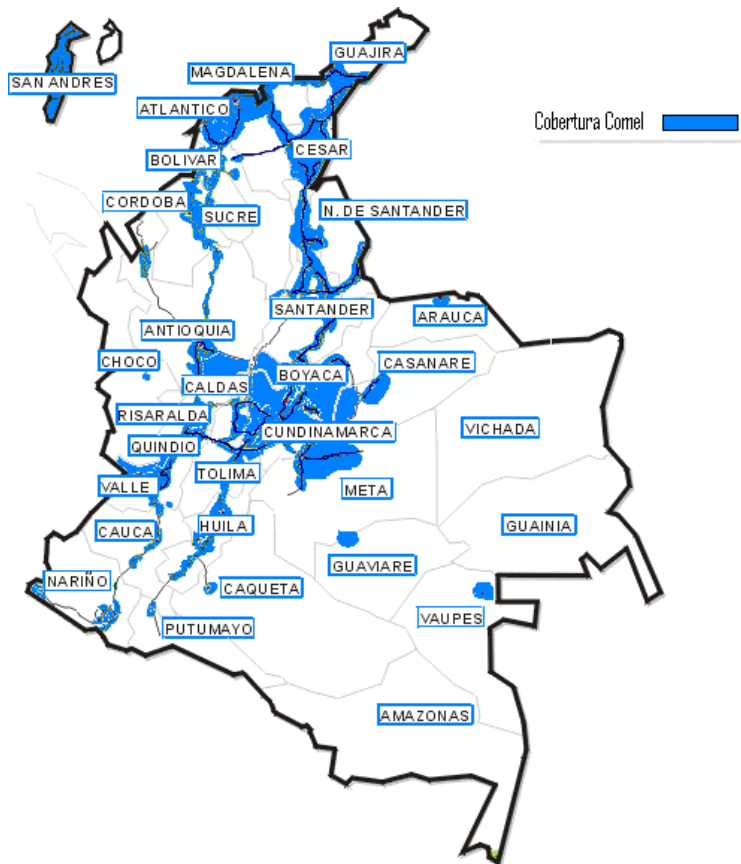 GUAJIRA
MAGDALENA
SAN ANDRES
ATLANTICO
Cobertura Comel
CESAR
BOLIVAR
CORDOBA
N. DE SANTANDER
SUCRE
SANTANDER
ARAUCA
ANTIOQUIA
CHOCO
CASANARE
BOYACA
CALDAS
RISARALDA
CUNDINAMARCA
VICHADA
QUINDIO
TOLIMA
VALLE
META
HUILA
GUAINIA
CAUCA
GUAVIARE
NARIÑO
CAQUETA
VAUPES
PUTUMAYO
AMAZONAS